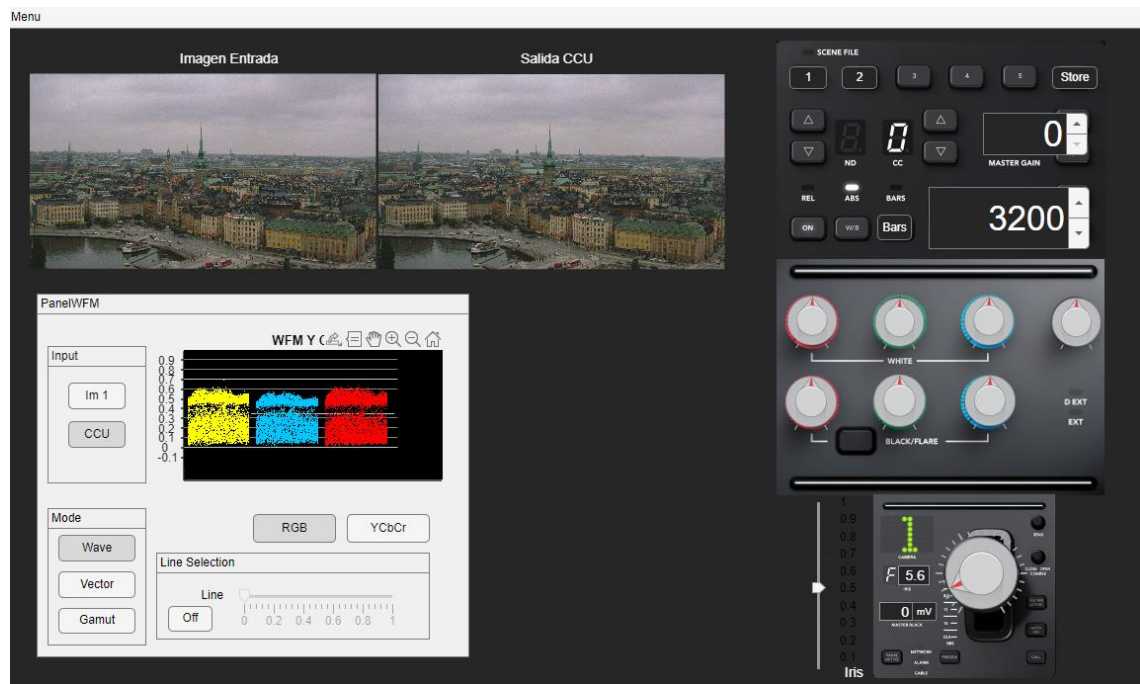 Menu
Imagen Entrada
Salida CCU
SCENE FILE
1 2 3 4 5 Store
0 0
ND CC MASTER GAIN
REL ABS BARS
ON W/B Bars 3200
WHITE
D EXT
EXT
BLACK/FLARE
PanelWFM
WFM Y C
Input
Im 1
CCU
0.9
0.8
0.7
0.6
0.5
0.4
0.3
0.2
0.1
0
-0.1
Mode
Wave
Vector
Gamut
RGB YCbCr
Line Selection
Line
Off
0 0.2 0.4 0.6 0.8 1
1
0.9
0.8
0.7
0.6
0.5
0.4
0.3
0.2
0.1
Iris
1
CAMERA
F 5.6
IRIS
0 mV
MASTER BLACK
NETWORK
ALARM
CABLE
CALL